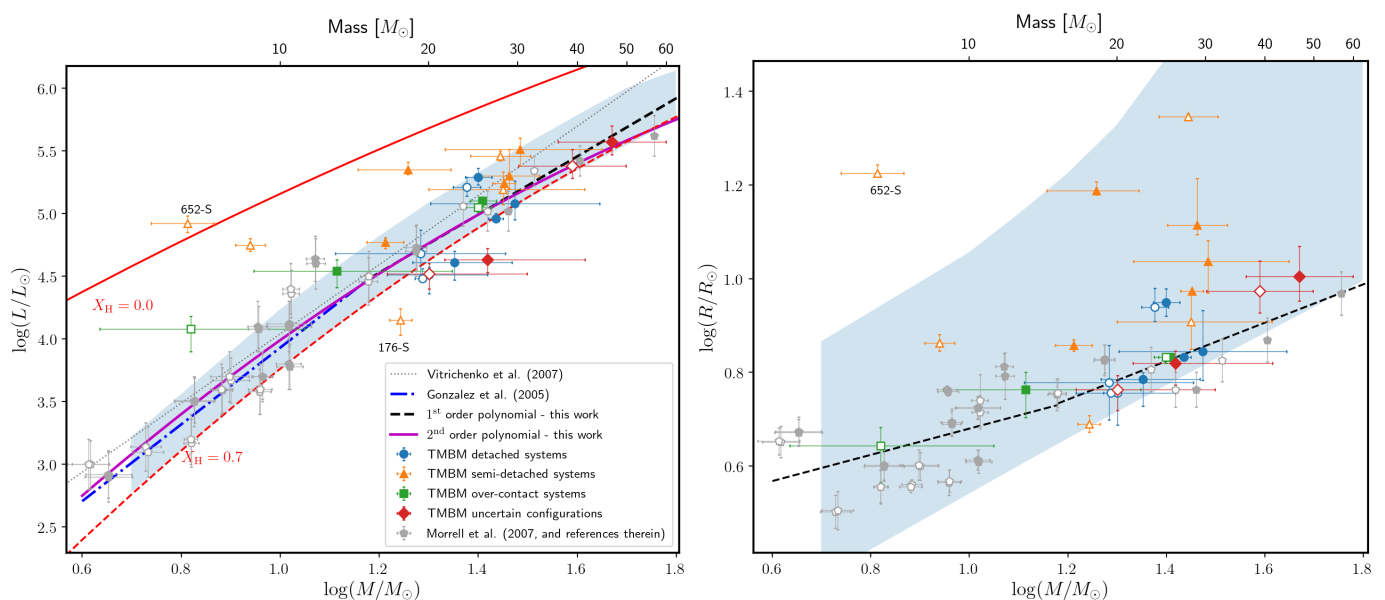 Mass [M⊙]
10 20 30 40 50 60
6.0
5.5
5.0
4.5
4.0
3.5
3.0
2.5
log(L/L⊙)
652-S
X_H = 0.0
176-S
X_H = 0.7
Vitrichenko et al. (2007)
Gonzalez et al. (2005)
1st order polynomial - this work
2nd order polynomial - this work
TMBM detached systems
TMBM semi-detached systems
TMBM over-contact systems
TMBM uncertain configurations
Morrell et al. (2007, and references therein)
0.6 0.8 1.0 1.2 1.4 1.6 1.8
log(M/M⊙)
Mass [M⊙]
10 20 30 40 50 60
1.4
1.2
1.0
0.8
0.6
log(R/R⊙)
652-S
0.6 0.8 1.0 1.2 1.4 1.6 1.8
log(M/M⊙)